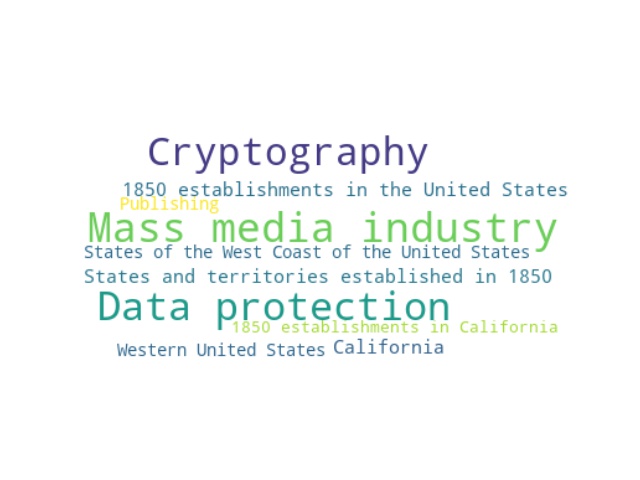 Cryptography
1850 establishments in the United States
Publishing
Mass media industry
States of the West Coast of the United States
States and territories established in 1850
Data protection
1850 establishments in California
Western United States California